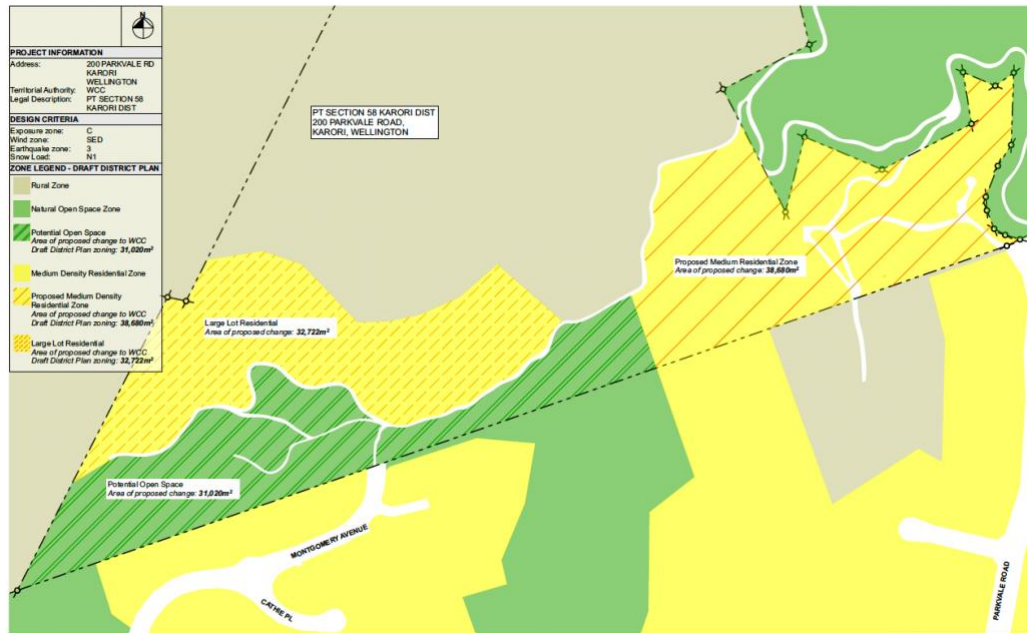 N
PROJECT INFORMATION
Address: 200 PARKVALE RD
KARORI
WELLINGTON
Territorial Authority: WCC
Legal Description: PT SECTION 58
KARORI DIST
DESIGN CRITERIA
Exposure zone: C
Wind zone: SED
Earthquake zone: 3
Snow Load: N1
ZONE LEGEND - DRAFT DISTRICT PLAN
Rural Zone
Natural Open Space Zone
Potential Open Space
Area of proposed change to WCC
Draft District Plan zoning: 31,020m²
Medium Density Residential Zone
Proposed Medium Density
Residential Zone
Area of proposed change to WCC
Draft District Plan zoning: 38,680m²
Large Lot Residential
Area of proposed change to WCC
Draft District Plan zoning: 32,722m²
PT SECTION 58 KARORI DIST
200 PARKVALE ROAD,
KARORI, WELLINGTON
Proposed Medium Residential Zone
Area of proposed change: 38,680m²
Large Lot Residential
Area of proposed change: 32,722m²
Potential Open Space
Area of proposed change: 31,020m²
MONTGOMERY AVENUE
CATHIE PL
PARKVALE ROAD